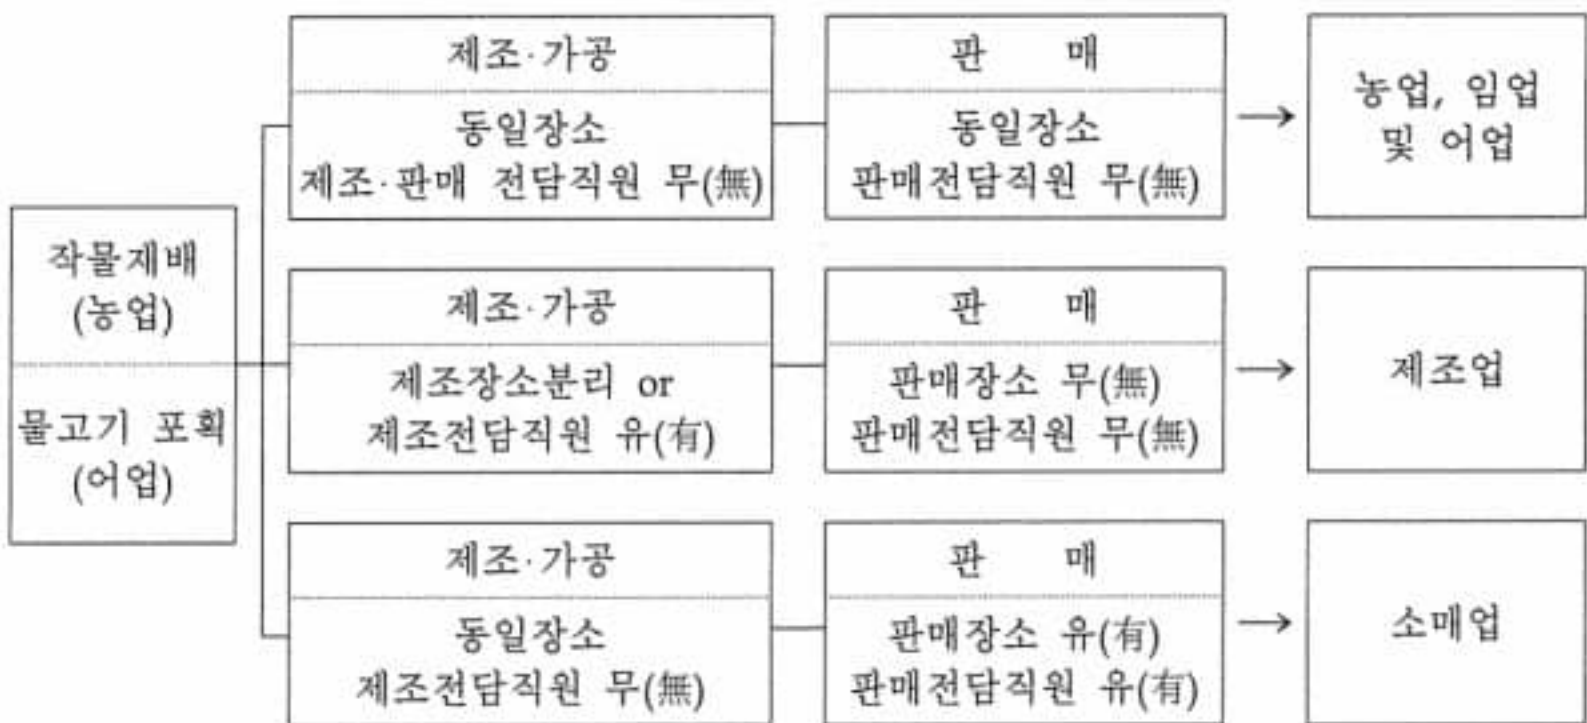 제조·가공
동일장소
제조·판매 전담직원 무(無)
판 매
동일장소
판매전담직원 무(無)
→
농업, 임업
및 어업
작물재배
(농업)
물고기 포획
(어업)
제조·가공
제조장소분리 or
제조전담직원 유(有)
판 매
판매장소 무(無)
판매전담직원 무(無)
→
제조업
제조·가공
동일장소
제조전담직원 무(無)
판 매
판매장소 유(有)
판매전담직원 유(有)
→
소매업